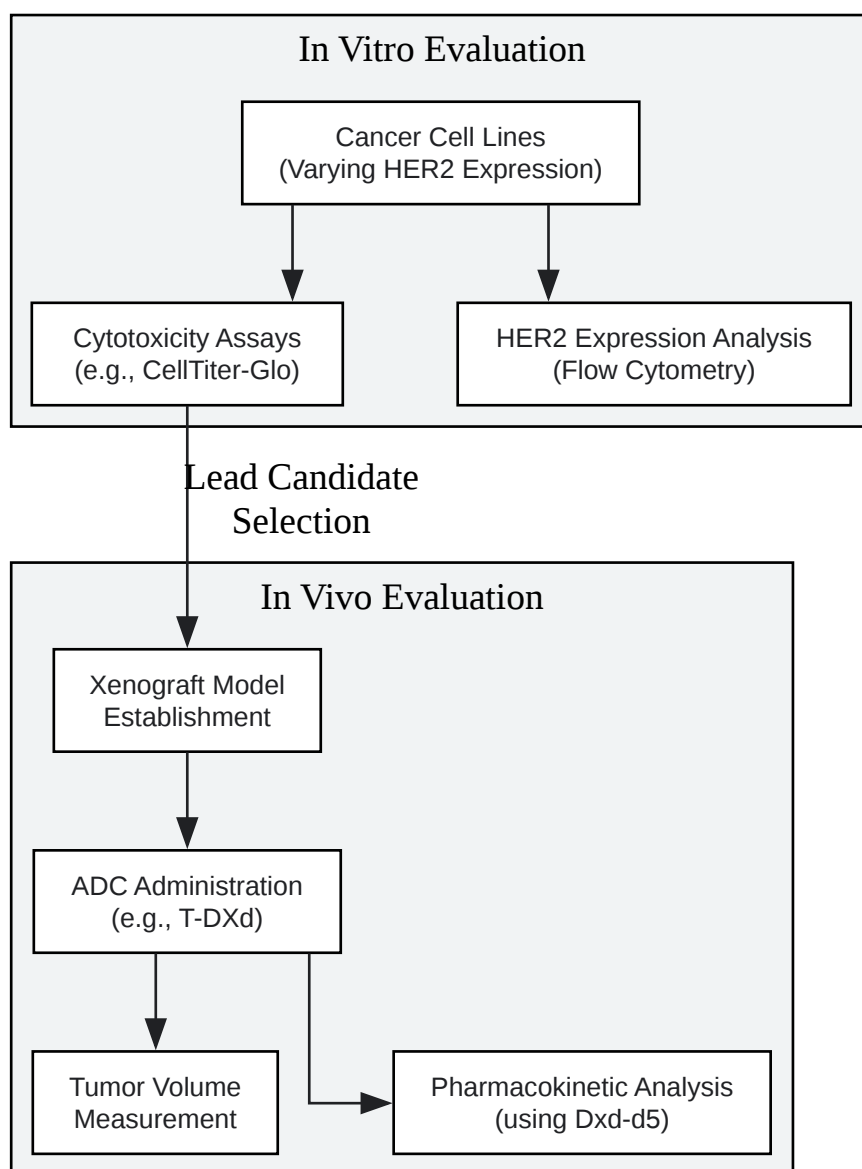 In Vitro Evaluation
Cancer Cell Lines
(Varying HER2 Expression)
Cytotoxicity Assays
(e.g., CellTiter-Glo)
HER2 Expression Analysis
(Flow Cytometry)
Lead Candidate
Selection
In Vivo Evaluation
Xenograft Model
Establishment
ADC Administration
(e.g., T-DXd)
Tumor Volume
Measurement
Pharmacokinetic Analysis
(using Dxd-d5)